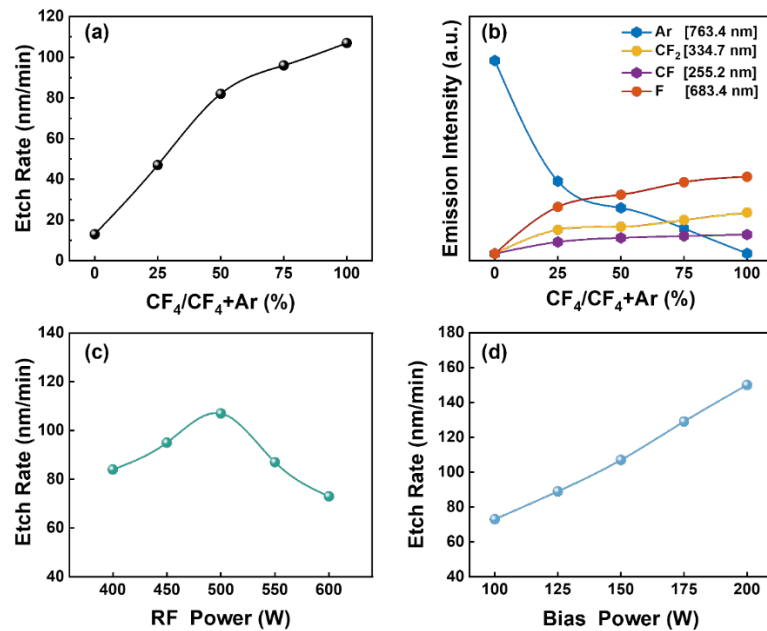 (a)
Etch Rate (nm/min)
120
100
80
60
40
20
0
0 25 50 75 100
CF₄/CF₄+Ar (%)
(b)
Emission Intensity (a.u.)
Ar [763.4 nm]
CF₂ [334.7 nm]
CF [255.2 nm]
F [683.4 nm]
0 25 50 75 100
CF₄/CF₄+Ar (%)
(c)
Etch Rate (nm/min)
140
120
100
80
60
40
400 450 500 550 600
RF Power (W)
(d)
Etch Rate (nm/min)
180
160
140
120
100
80
60
40
100 125 150 175 200
Bias Power (W)